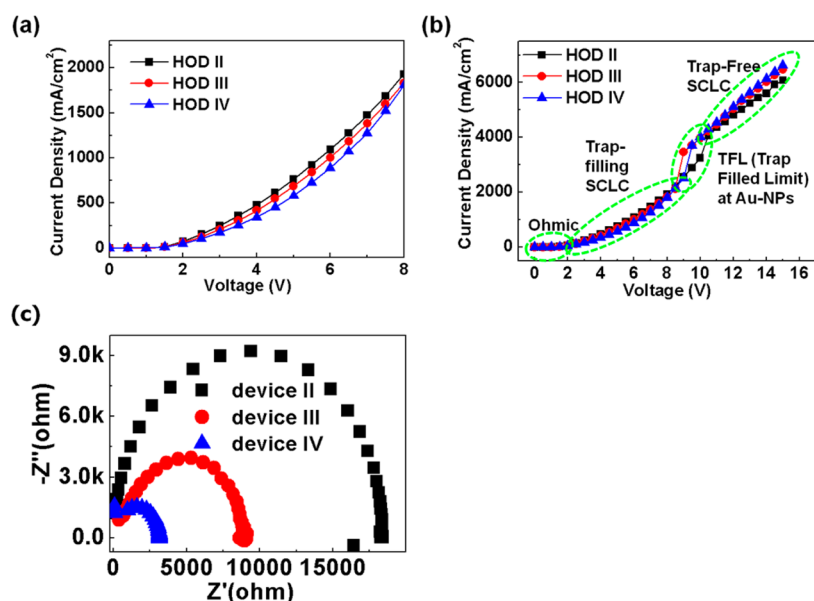 (a)
Current Density (mA/cm²)
2000
1500
1000
500
0
HOD II
HOD III
HOD IV
0 2 4 6 8
Voltage (V)
(b)
Current Density (mA/cm²)
6000
4000
2000
0
HOD II
HOD III
HOD IV
Trap-Free
SCLC
Trap-
filling
SCLC
TFL (Trap
Filled Limit)
at Au-NPs
Ohmic
0 2 4 6 8 10 12 14 16
Voltage (V)
(c)
-Z''(ohm)
9.0k
6.0k
3.0k
0.0
device II
device III
device IV
0 5000 10000 15000
Z'(ohm)